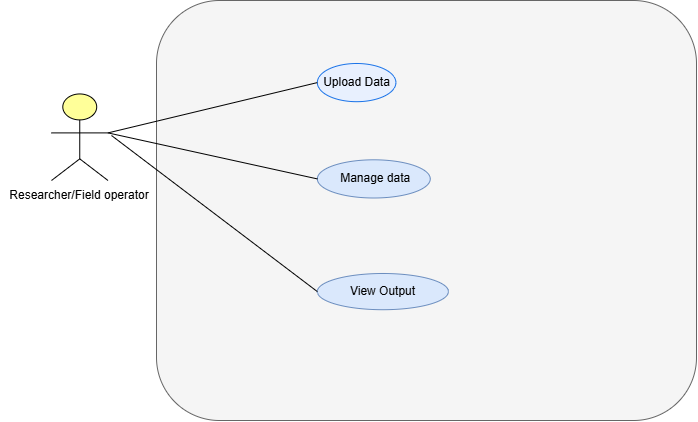 Upload Data
Manage data
Researcher/Field operator
View Output